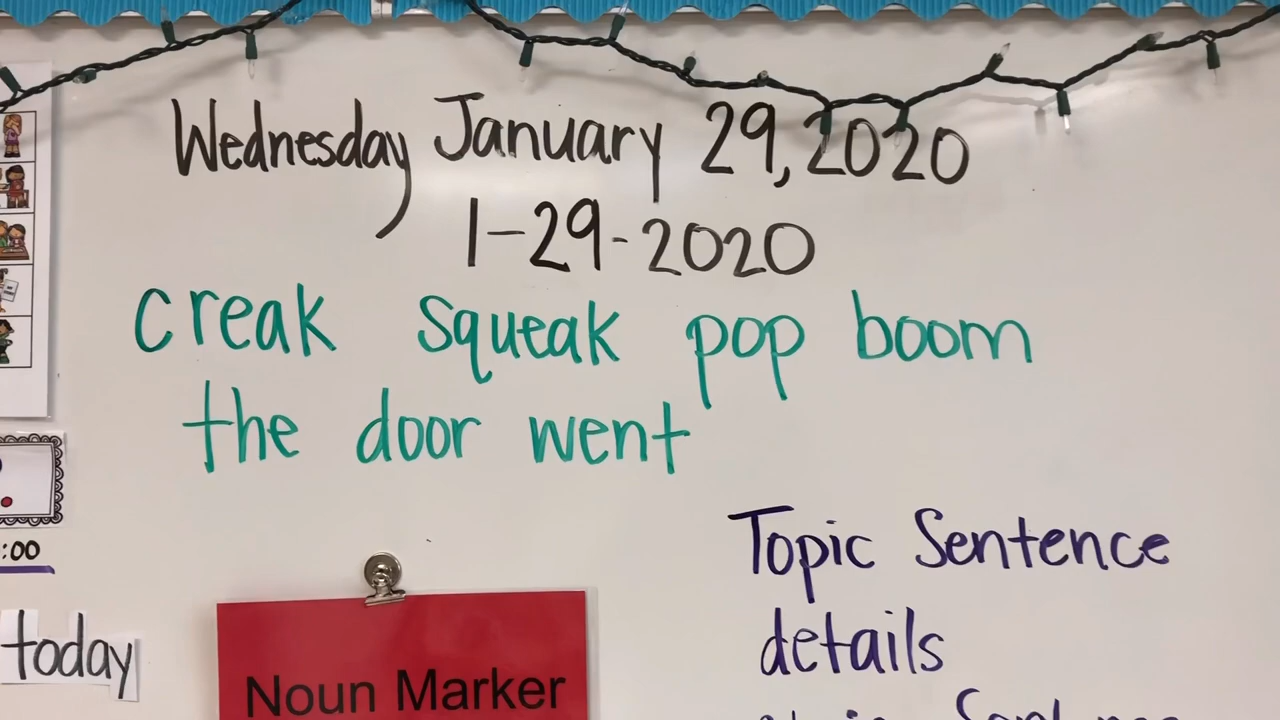 Wednesday January 29, 2020
1-29-2020
creak squeak pop boom
the door went
:00
today
Noun Marker
Topic Sentence
details
Sentence